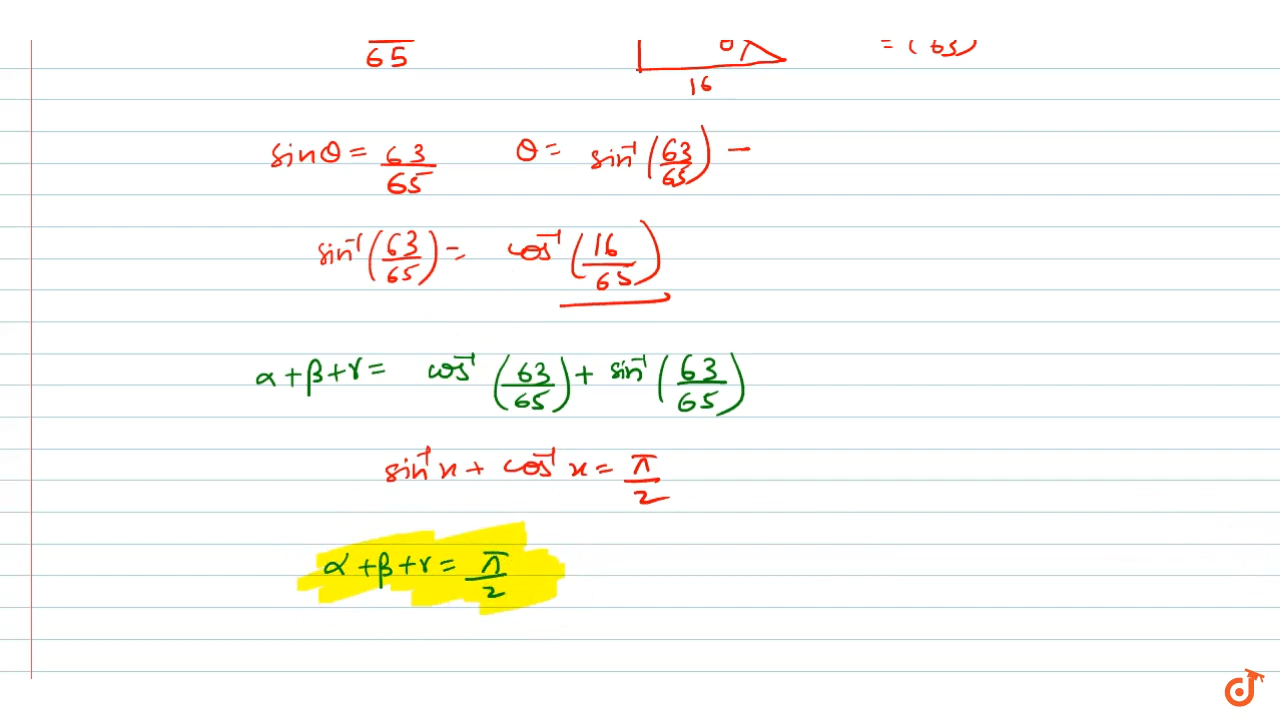 65
θ
= (65)
16
sinθ = 63/65 θ = sin⁻¹(63/65) —
sin⁻¹(63/65) = cos⁻¹(16/65)
α+β+γ = cos⁻¹(63/65) + sin⁻¹(63/65)
sin⁻¹x + cos⁻¹x = π/2
α+β+γ = π/2